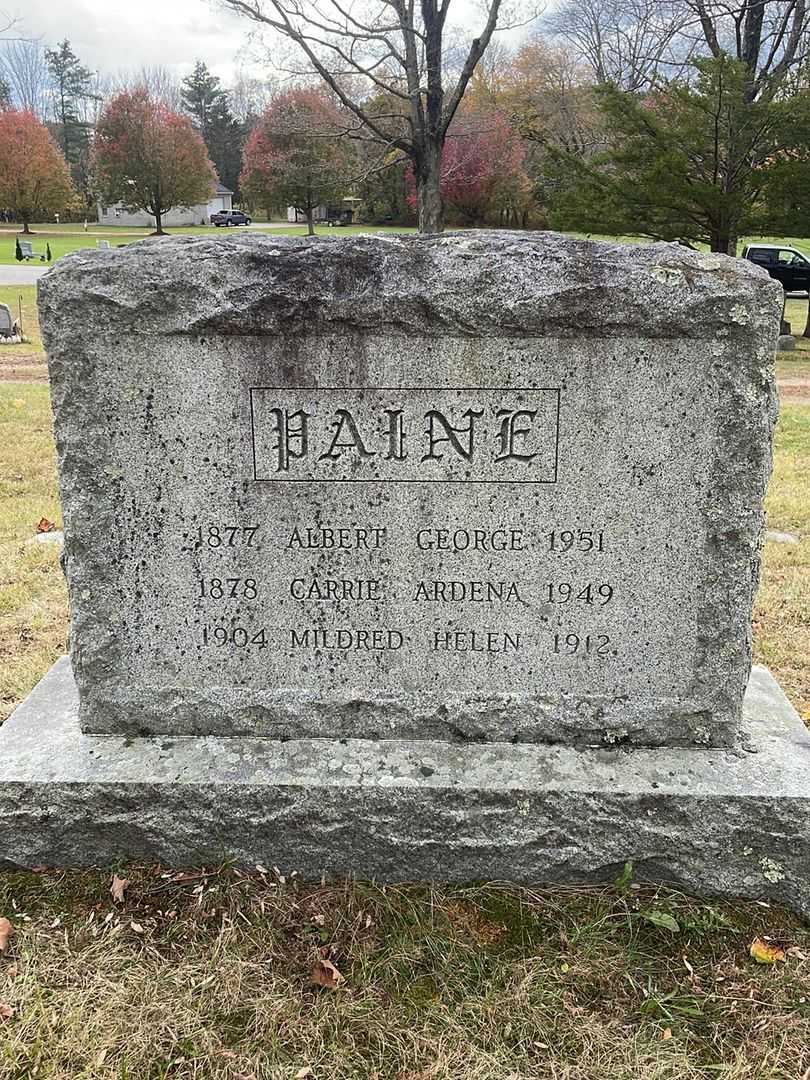 PAINE
1877 ALBERT GEORGE 1951
1878 CARRIE ARDENA 1949
1904 MILDRED HELEN 1912